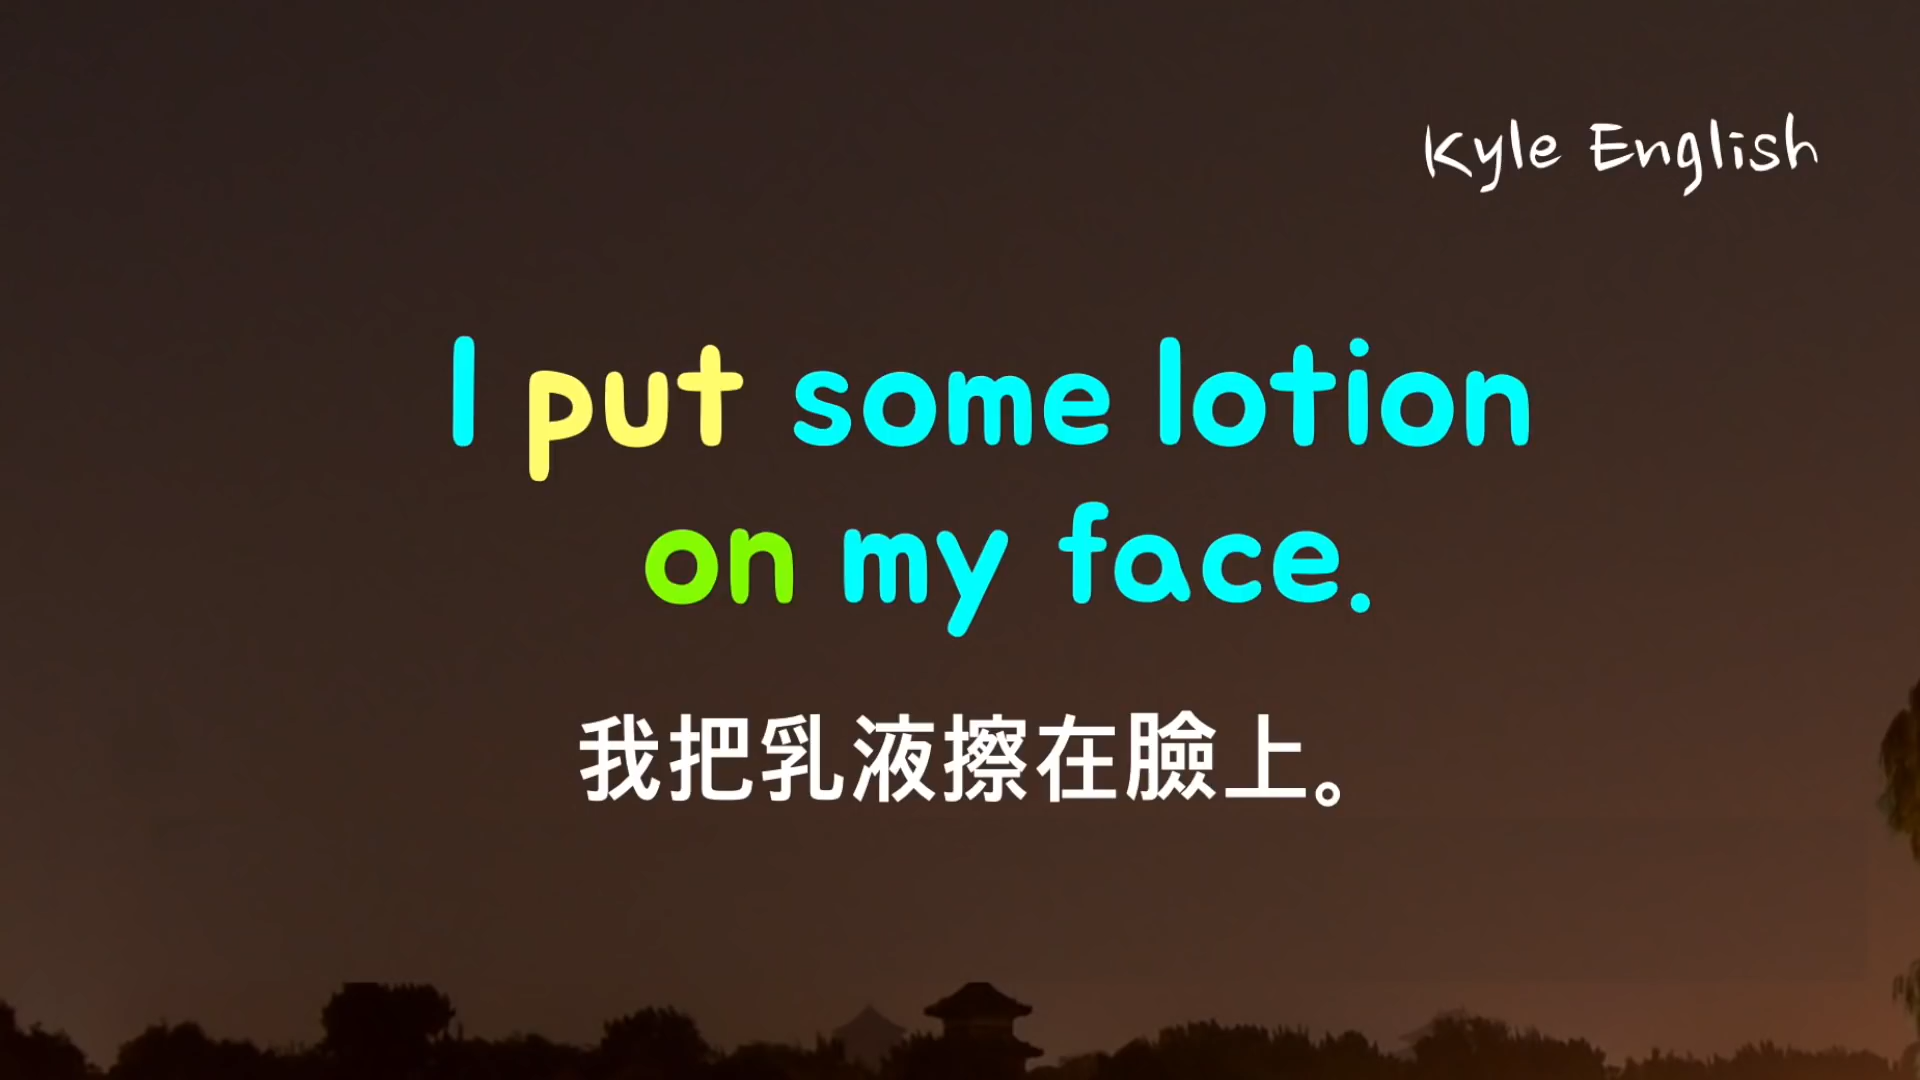 Kyle English
I put some lotion
on my face.
我把乳液擦在臉上。